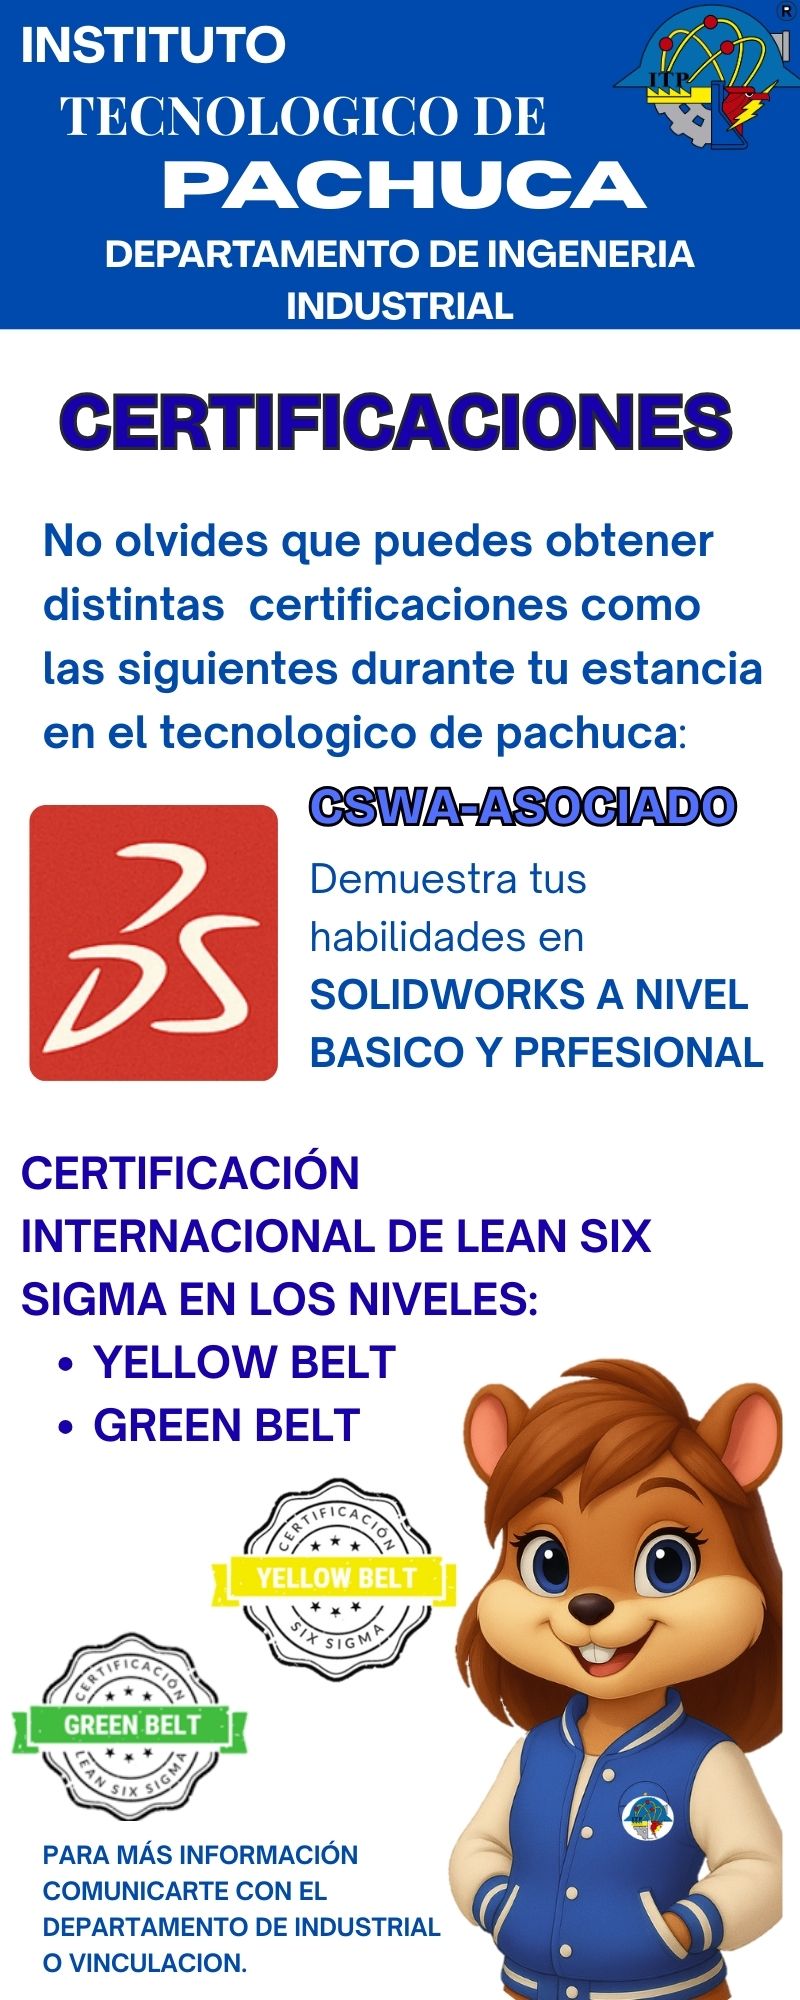 INSTITUTO
TECNOLOGICO DE
PACHUCA
DEPARTAMENTO DE INGENERIA
INDUSTRIAL
ITP
®
CERTIFICACIONES
No olvides que puedes obtener
distintas certificaciones como
las siguientes durante tu estancia
en el tecnologico de pachuca:
CSWA-ASOCIADO
Demuestra tus
habilidades en
SOLIDWORKS A NIVEL
BASICO Y PRFESIONAL
3DS
CERTIFICACIÓN
INTERNACIONAL DE LEAN SIX
SIGMA EN LOS NIVELES:
• YELLOW BELT
• GREEN BELT
CERTIFICACIÓN
YELLOW BELT
SIX SIGMA
CERTIFICACIÓN
GREEN BELT
LEAN SIX SIGMA
PARA MÁS INFORMACIÓN
COMUNICARTE CON EL
DEPARTAMENTO DE INDUSTRIAL
O VINCULACION.